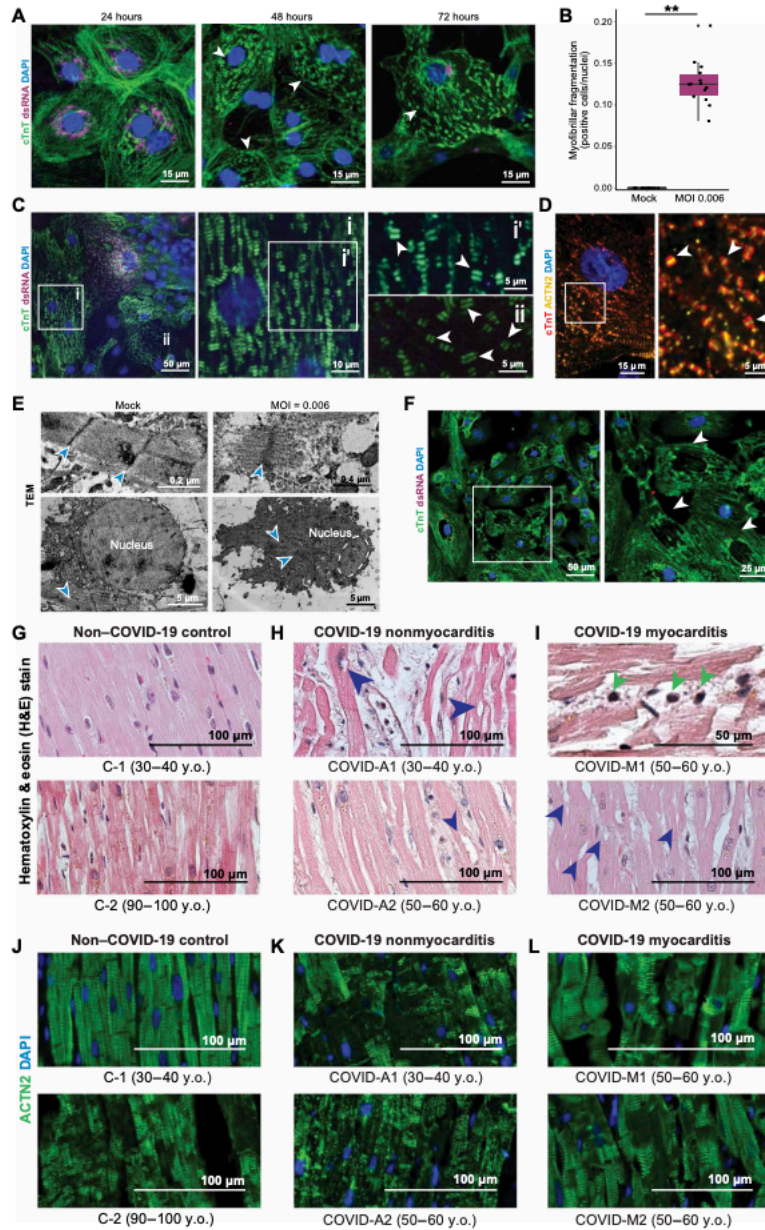 A
24 hours
48 hours
72 hours
cTnT dsRNA DAPI
15 µm
15 µm
15 µm
B
**
Myofibrillar fragmentation
(positive cells/nuclei)
0.20
0.15
0.10
0.05
0.00
Mock
MOI 0.006
C
cTnT dsRNA DAPI
i
ii
50 µm
i
i'
10 µm
i'
5 µm
ii
5 µm
D
cTnT ACTN2 DAPI
15 µm
5 µm
E
Mock
MOI = 0.006
TEM
0.2 µm
0.4 µm
Nucleus
5 µm
Nucleus
5 µm
F
cTnT dsRNA DAPI
50 µm
25 µm
Hematoxylin & eosin (H&E) stain
G
Non–COVID-19 control
100 µm
C-1 (30–40 y.o.)
100 µm
C-2 (90–100 y.o.)
H
COVID-19 nonmyocarditis
100 µm
COVID-A1 (30–40 y.o.)
100 µm
COVID-A2 (50–60 y.o.)
I
COVID-19 myocarditis
50 µm
COVID-M1 (50–60 y.o.)
100 µm
COVID-M2 (50–60 y.o.)
ACTN2 DAPI
J
Non–COVID-19 control
100 µm
C-1 (30–40 y.o.)
100 µm
C-2 (90–100 y.o.)
K
COVID-19 nonmyocarditis
100 µm
COVID-A1 (30–40 y.o.)
100 µm
COVID-A2 (50–60 y.o.)
L
COVID-19 myocarditis
100 µm
COVID-M1 (50–60 y.o.)
100 µm
COVID-M2 (50–60 y.o.)